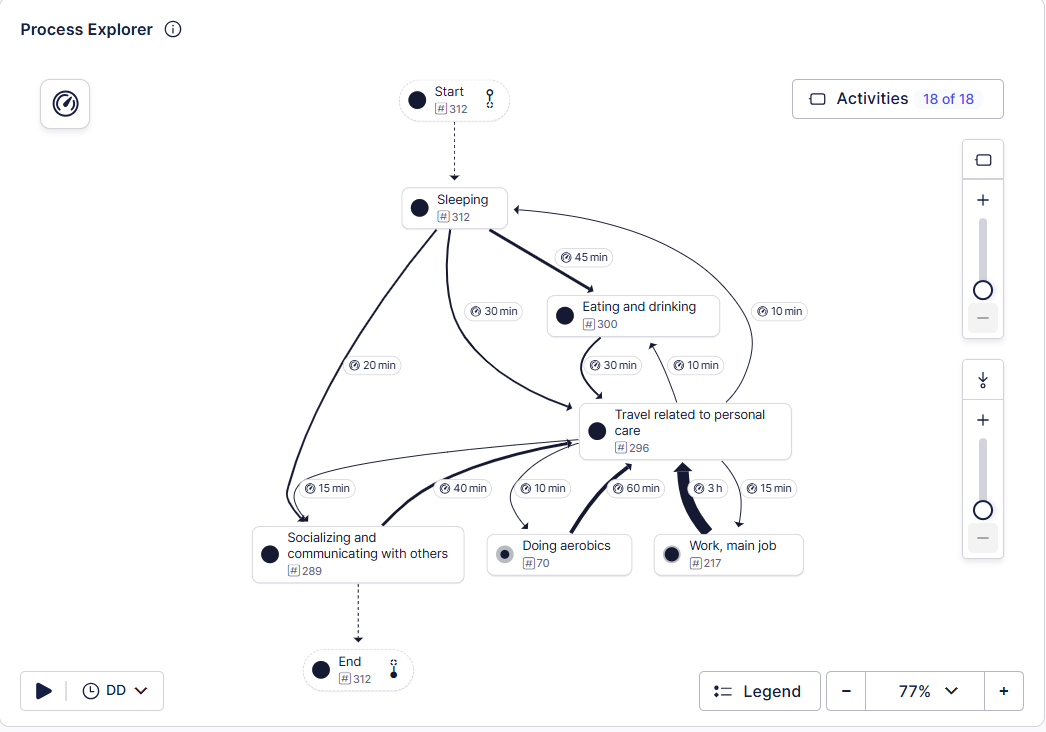 Process Explorer
Start
# 312
Activities 18 of 18
Sleeping
# 312
45 min
30 min
Eating and drinking
# 300
10 min
20 min
30 min
10 min
Travel related to personal
care
# 296
15 min
40 min
10 min
60 min
3 h
15 min
Socializing and
communicating with others
# 289
Doing aerobics
# 70
Work, main job
# 217
End
# 312
DD
Legend
77%